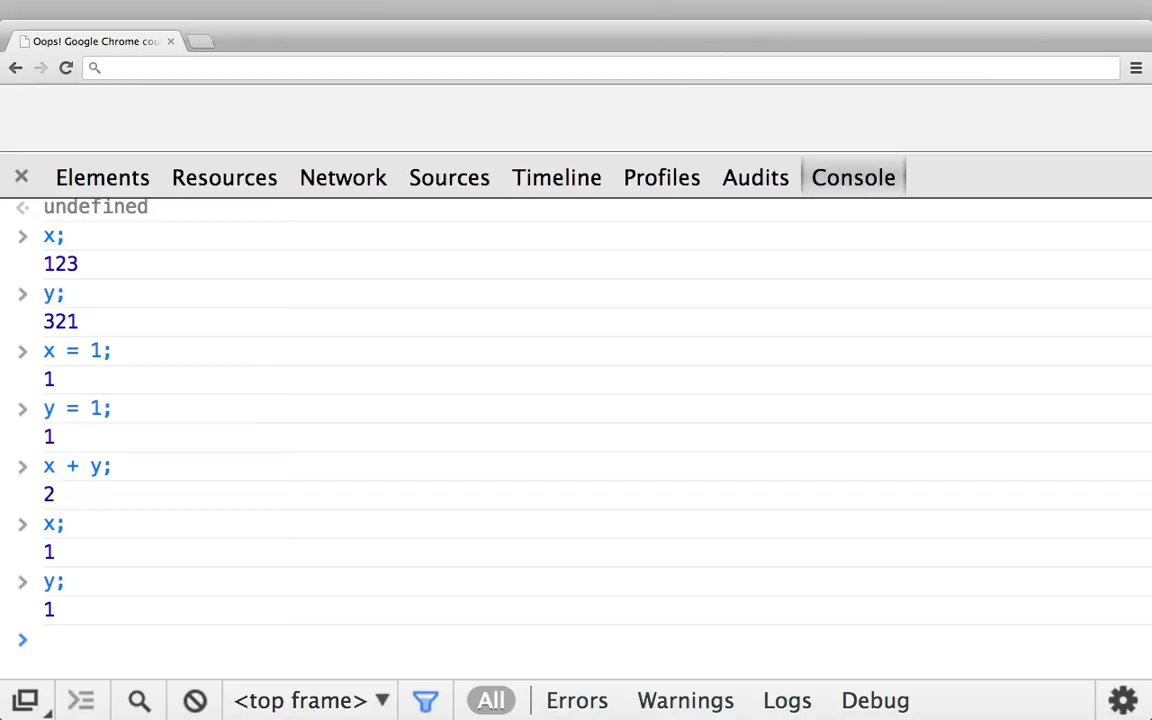 Oops! Google Chrome cou
Elements Resources Network Sources Timeline Profiles Audits Console
undefined
x;
123
y;
321
x = 1;
1
y = 1;
1
x + y;
2
x;
1
y;
1
<top frame> All Errors Warnings Logs Debug